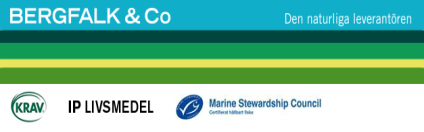 BERGFALK & Co Den naturliga leverantören
KRAV IP LIVSMEDEL Marine Stewardship Council
Certifierat hållbart fiske